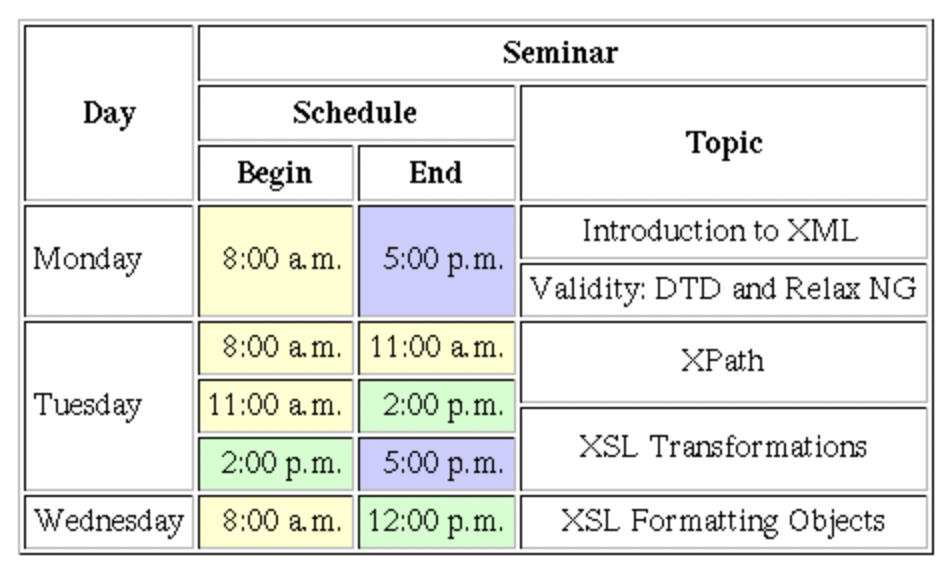 Seminar
Day
Schedule
Topic
Begin End
Monday 8:00 a.m. 5:00 p.m. Introduction to XML
Validity: DTD and Relax NG
Tuesday 8:00 a.m. 11:00 a.m. XPath
11:00 a.m. 2:00 p.m.
2:00 p.m. 5:00 p.m. XSL Transformations
Wednesday 8:00 a.m. 12:00 p.m. XSL Formatting Objects